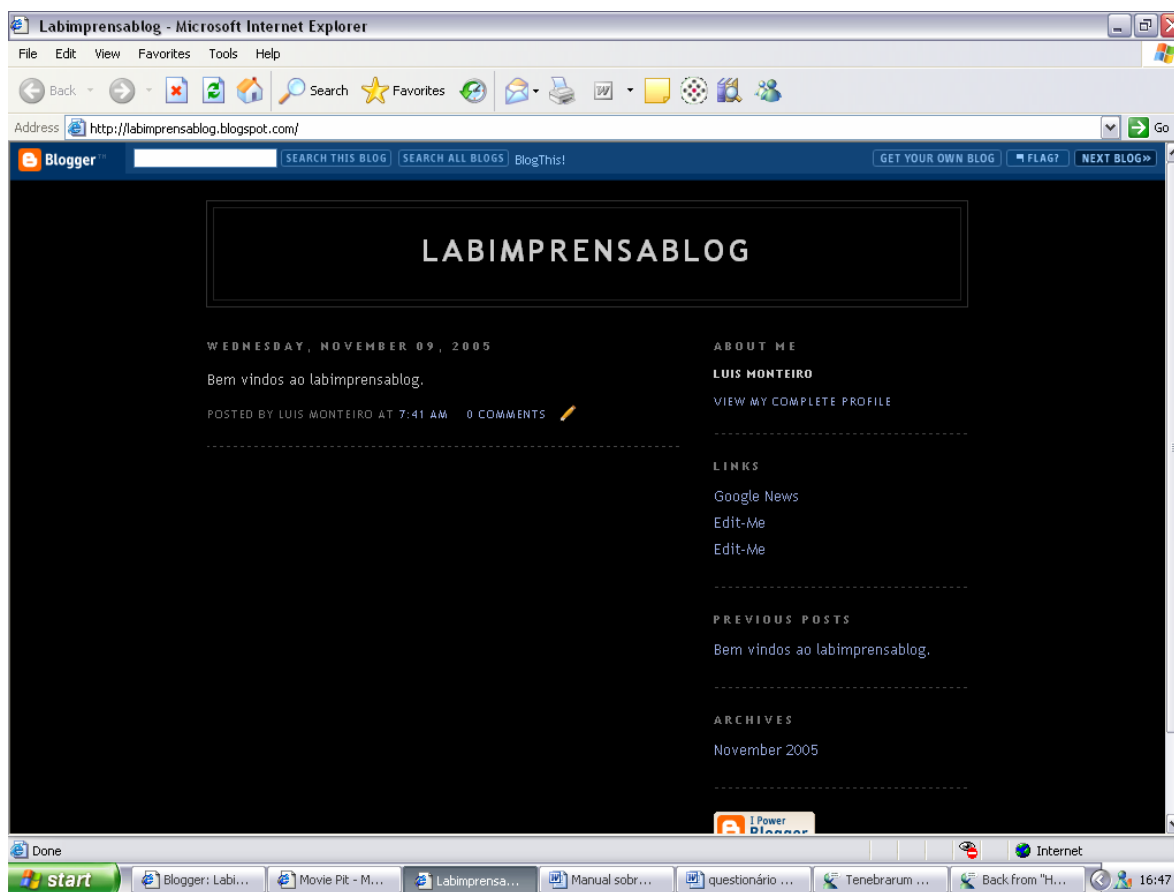 Labimprensablog - Microsoft Internet Explorer
File Edit View Favorites Tools Help
Back Search Favorites
Address http://labimprensablog.blogspot.com/ Go
Blogger™ SEARCH THIS BLOG SEARCH ALL BLOGS BlogThis! GET YOUR OWN BLOG FLAG? NEXT BLOG»
LABIMPRENSABLOG
WEDNESDAY, NOVEMBER 09, 2005
Bem vindos ao labimprensablog.
POSTED BY LUIS MONTEIRO AT 7:41 AM 0 COMMENTS
ABOUT ME
LUIS MONTEIRO
VIEW MY COMPLETE PROFILE
LINKS
Google News
Edit-Me
Edit-Me
PREVIOUS POSTS
Bem vindos ao labimprensablog.
ARCHIVES
November 2005
I Power
Blogger
Done Internet
start Blogger: Labi... Movie Pit - M... Labimprensa... Manual sobr... questionário ... Tenebrarum ... Back from "H... 16:47